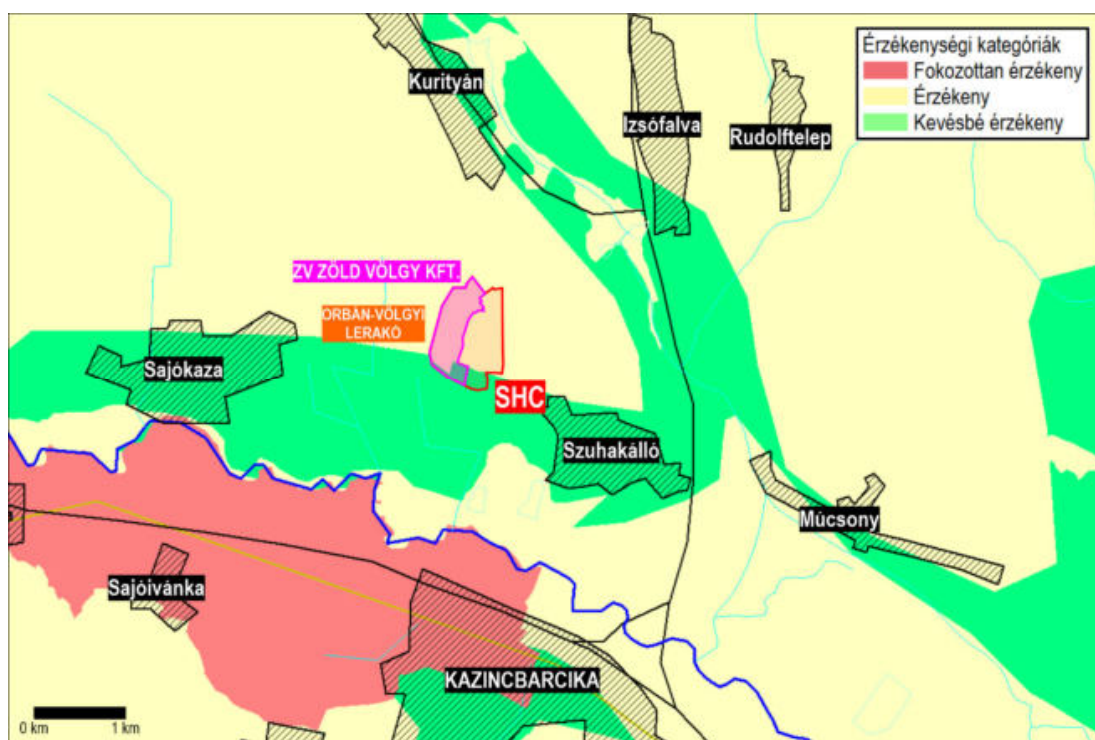 Érzékenységi kategóriák
Fokozottan érzékeny
Érzékeny
Kevésbé érzékeny
Kurityán
Izsófalva
Rudolftelep
ZV ZÖLD VÖLGY KFT.
ORBÁN-VÖLGYI
LERAKÓ
Sajókaza
SHC
Szuhakálló
Múcsony
Sajóivánka
KAZINCBARCIKA
0 km
1 km